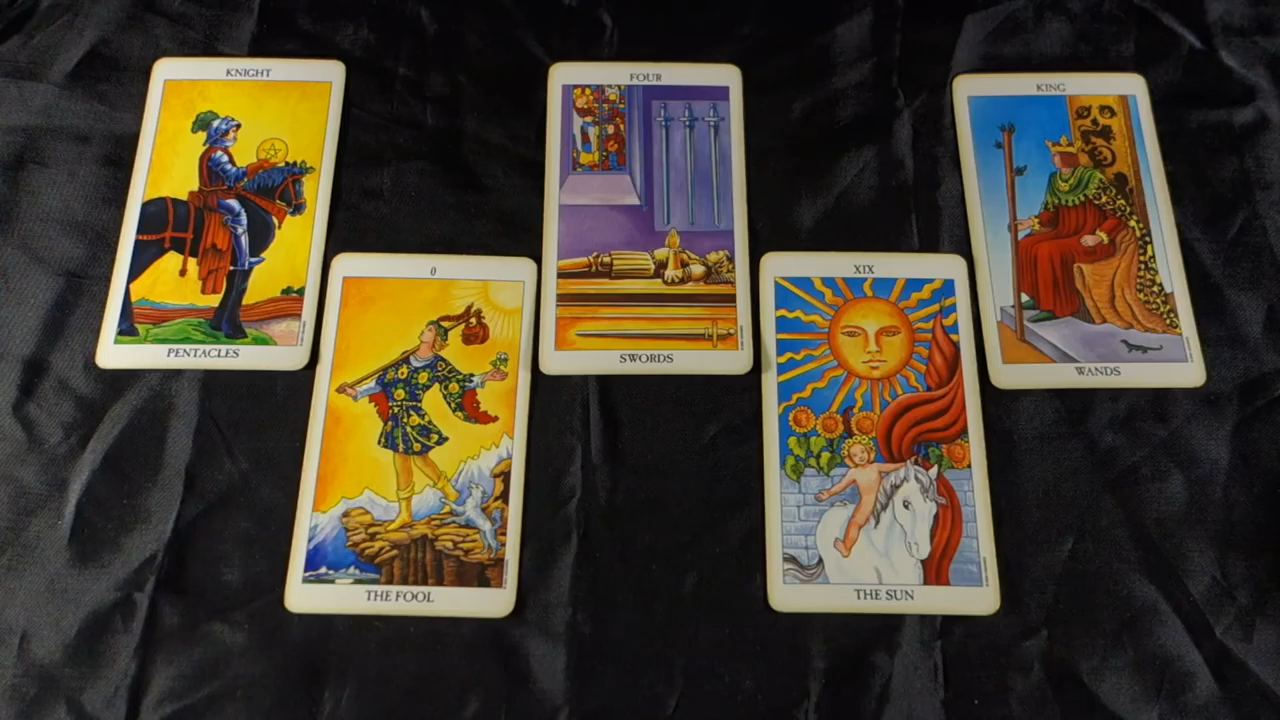 KNIGHT
PENTACLES
0
THE FOOL
FOUR
SWORDS
XIX
THE SUN
KING
WANDS